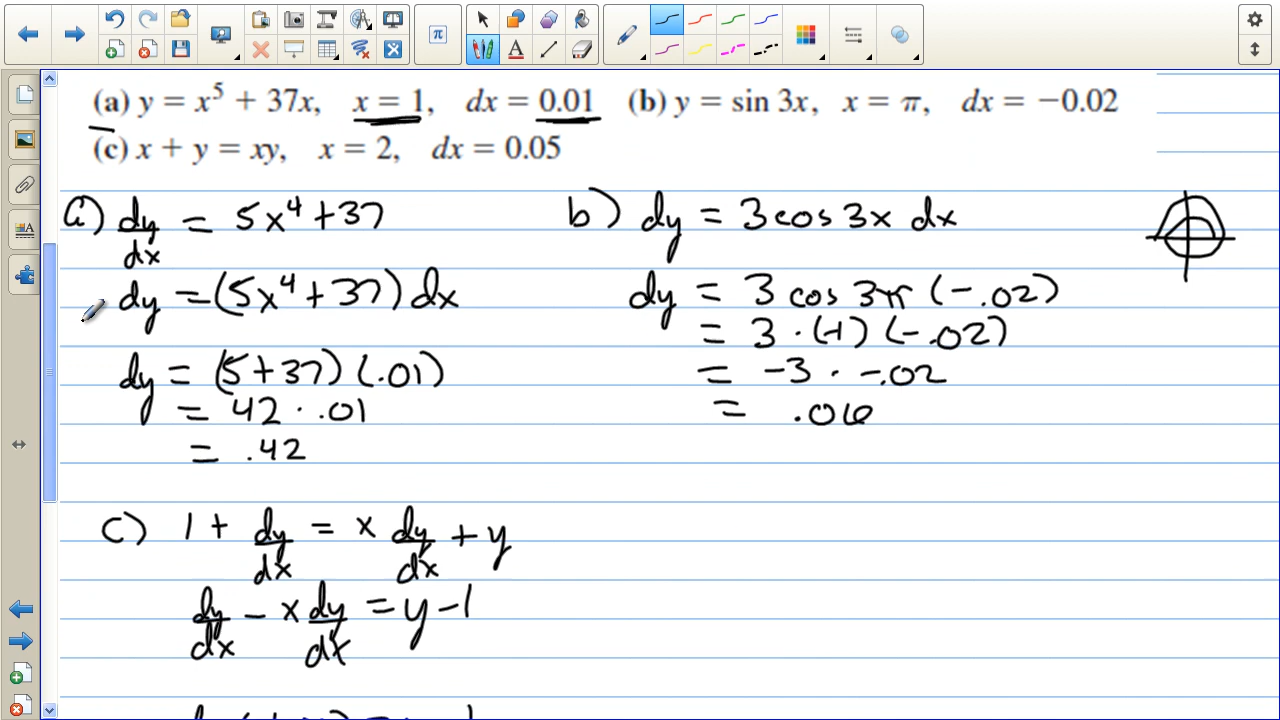 (a) y = x⁵ + 37x, x = 1, dx = 0.01 (b) y = sin 3x, x = π, dx = −0.02
(c) x + y = xy, x = 2, dx = 0.05
a) dy/dx = 5x⁴ + 37
dy = (5x⁴ + 37) dx
dy = (5 + 37)(.01)
= 42 · .01
= .42
b) dy = 3 cos 3x dx
dy = 3 cos 3π (-.02)
= 3 · (-1)(-.02)
= -3 · -.02
= .06
c) 1 + dy/dx = x dy/dx + y
dy/dx - x dy/dx = y - 1